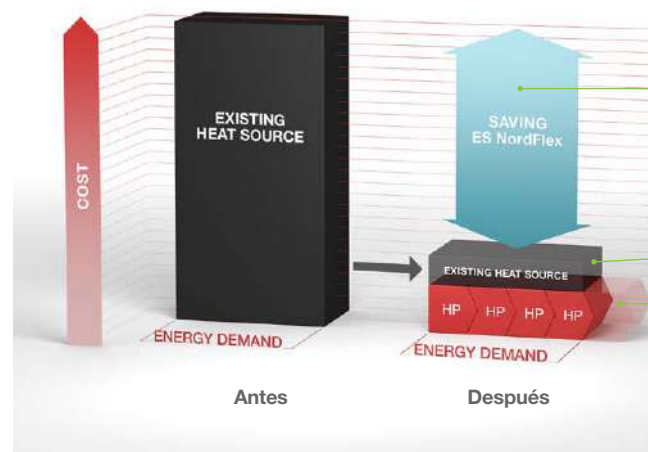 COST
EXISTING
HEAT SOURCE
ENERGY DEMAND
Antes
SAVING
ES NordFlex
EXISTING HEAT SOURCE
HP HP HP HP
ENERGY DEMAND
Después